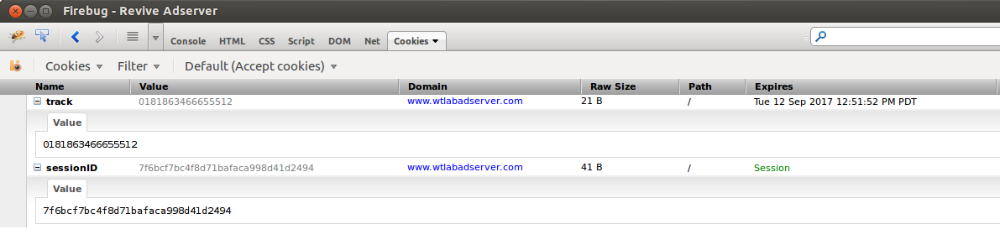 Firebug - Revive Adserver
Console HTML CSS Script DOM Net Cookies
Cookies Filter Default (Accept cookies)
Name Value Domain Raw Size Path Expires
track 0181863466655512 www.wtlabadserver.com 21 B / Tue 12 Sep 2017 12:51:52 PM PDT
Value
0181863466655512
sessionID 7f6bcf7bc4f8d71bafaca998d41d2494 www.wtlabadserver.com 41 B / Session
Value
7f6bcf7bc4f8d71bafaca998d41d2494